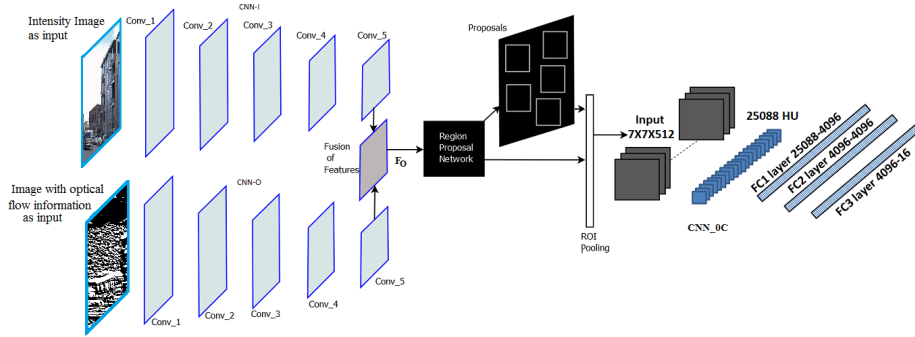 CNN-I
Intensity Image
as input
Conv_1
Conv_2
Conv_3
Conv_4
Conv_5
Image with optical
flow information
as input
CNN-O
Conv_1
Conv_2
Conv_3
Conv_4
Conv_5
Fusion
of
Features
F_O
Region
Proposal
Network
Proposals
ROI
Pooling
Input
7X7X512
25088 HU
CNN_0C
FC1 layer 25088-4096
FC2 layer 4096-4096
FC3 layer 4096-16